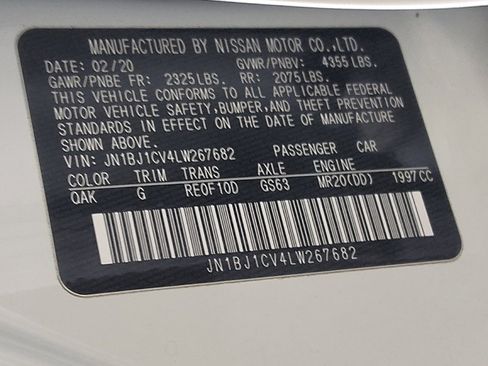 MANUFACTURED BY NISSAN MOTOR CO.,LTD.
DATE: 02/20 GVWR/PNBV: 4355 LBS.
GAWR/PNBE FR: 2325 LBS. RR: 2075 LBS.
THIS VEHICLE CONFORMS TO ALL APPLICABLE FEDERAL
MOTOR VEHICLE SAFETY, BUMPER, AND THEFT PREVENTION
STANDARDS IN EFFECT ON THE DATE OF MANUFACTURE
SHOWN ABOVE.
VIN: JN1BJ1CV4LW267682 PASSENGER CAR
COLOR TRIM TRANS AXLE ENGINE
QAK G RE0F10D GS63 MR20(DD) 1997CC
JN1BJ1CV4LW267682